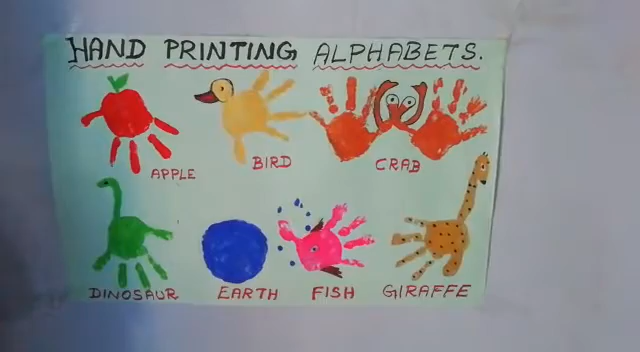 HAND PRINTING ALPHABETS.
APPLE BIRD CRAB
DINOSAUR EARTH FISH GIRAFFE